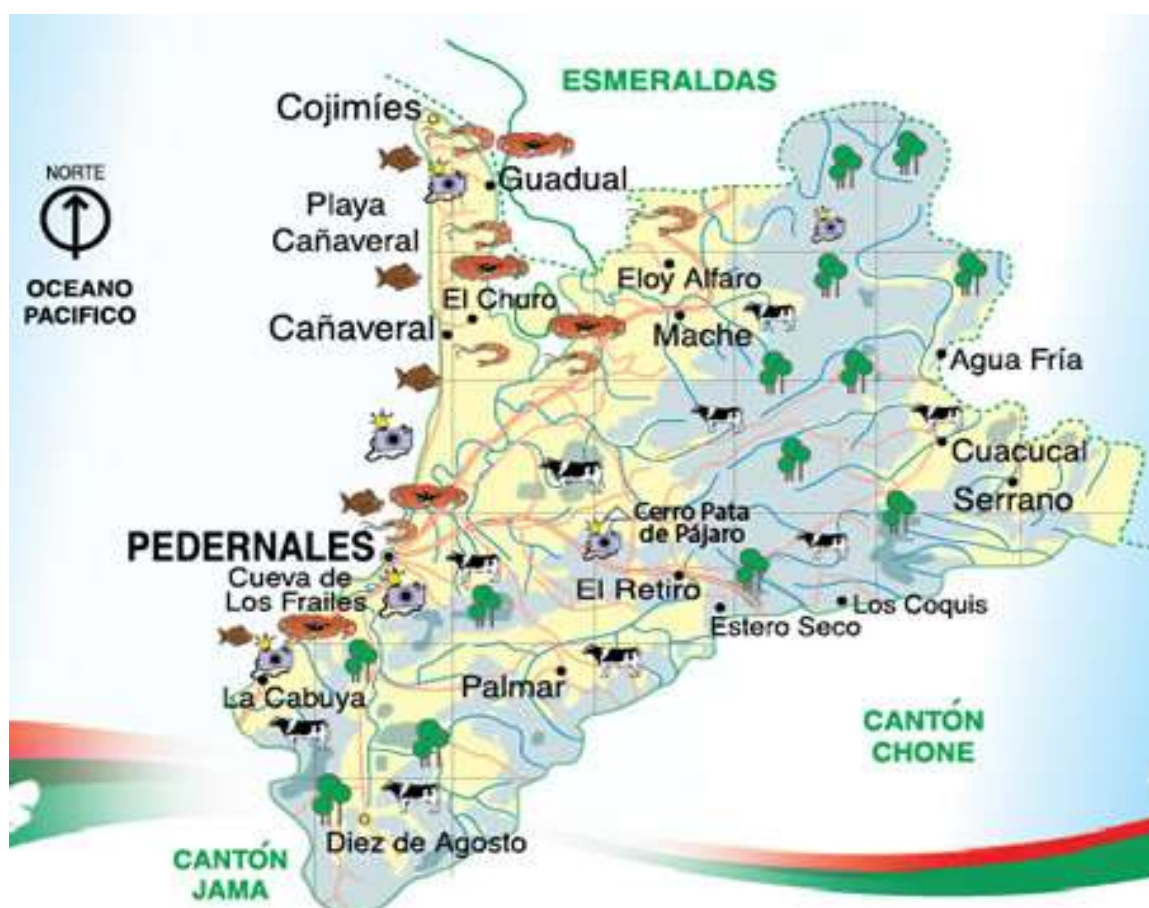 ESMERALDAS
Cojimíes
NORTE
Guadual
Playa
Cañaveral
OCEANO
PACIFICO
Eloy Alfaro
El Churo
Cañaveral
Mache
Agua Fría
Cuacucal
Serrano
Cerro Pata
de Pájaro
PEDERNALES
Cueva de
Los Frailes
El Retiro
Los Coquis
Estero Seco
La Cabuya
Palmar
CANTÓN
CHONE
Diez de Agosto
CANTÓN
JAMA